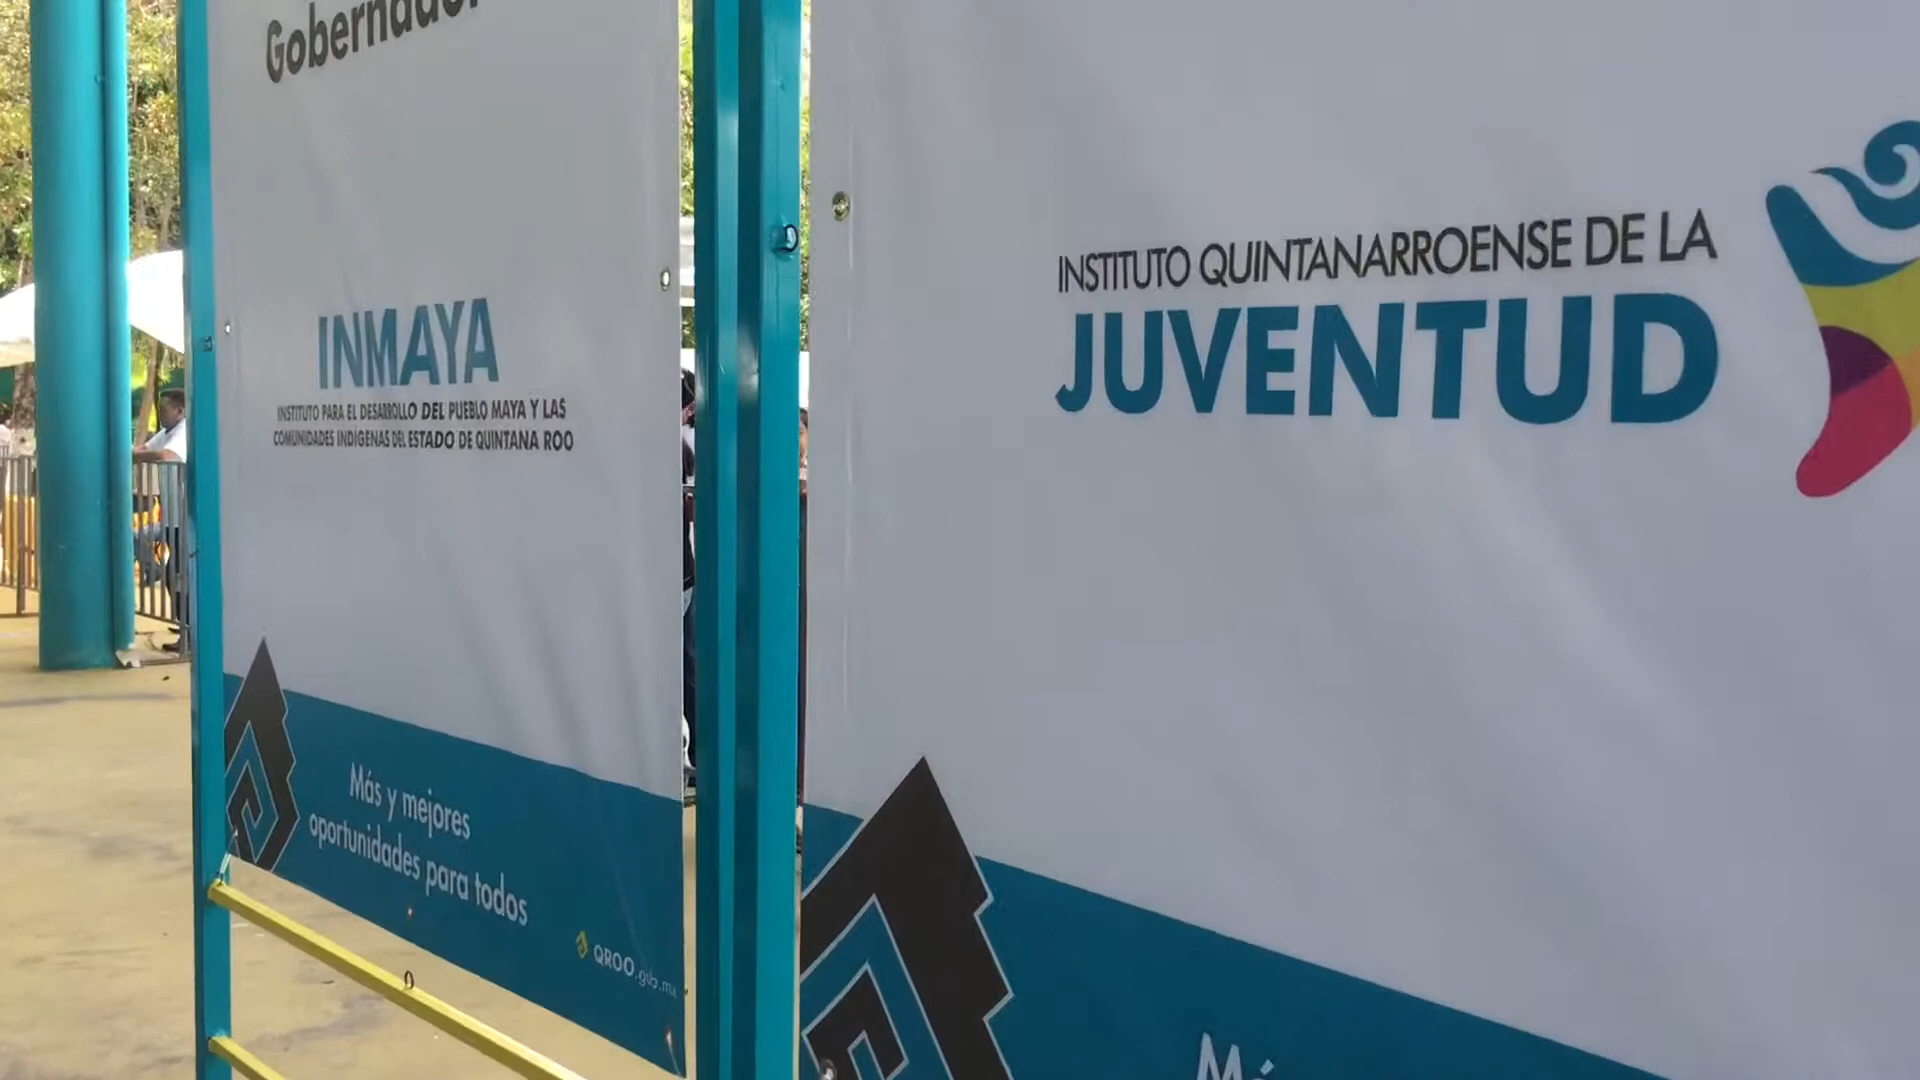 Gobernador
INMAYA
INSTITUTO PARA EL DESARROLLO DEL PUEBLO MAYA Y LAS
COMUNIDADES INDÍGENAS DEL ESTADO DE QUINTANA ROO
Más y mejores
oportunidades para todos
QROO.gob.mx
INSTITUTO QUINTANARROENSE DE LA
JUVENTUD
Má